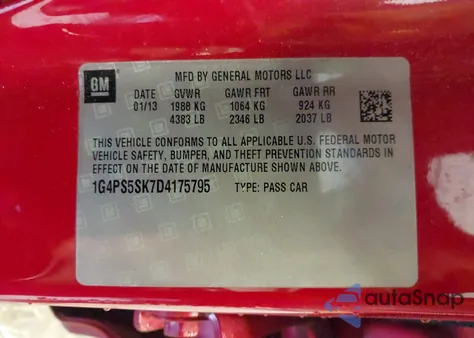 GM
MFD BY GENERAL MOTORS LLC
DATE GVWR GAWR FRT GAWR RR
01/13 1988 KG 1064 KG 924 KG
4383 LB 2346 LB 2037 LB
THIS VEHICLE CONFORMS TO ALL APPLICABLE U.S. FEDERAL MOTOR
VEHICLE SAFETY, BUMPER, AND THEFT PREVENTION STANDARDS IN
EFFECT ON THE DATE OF MANUFACTURE SHOWN ABOVE.
1G4PS5SK7D4175795 TYPE: PASS CAR
autoSnap